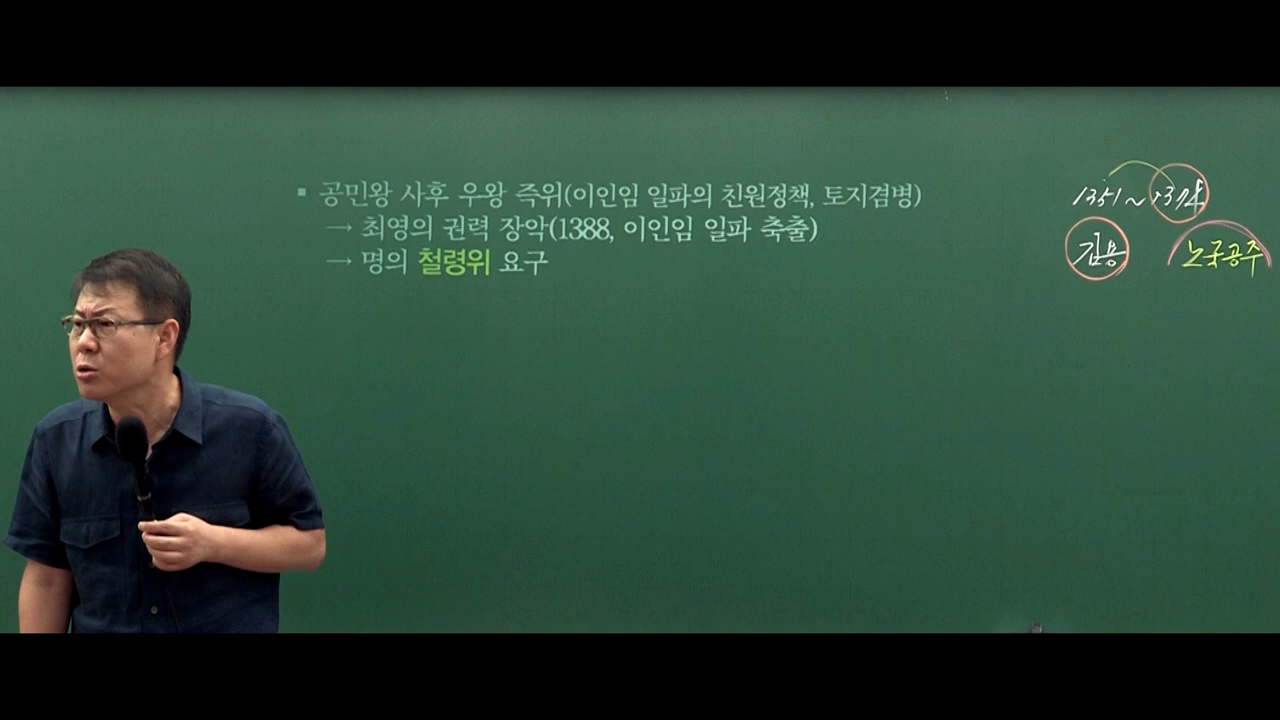 ▪ 공민왕 사후 우왕 즉위(이인임 일파의 친원정책, 토지겸병)
→ 최영의 권력 장악(1388, 이인임 일파 축출)
→ 명의 철령위 요구
1351~1374
김용 노국공주